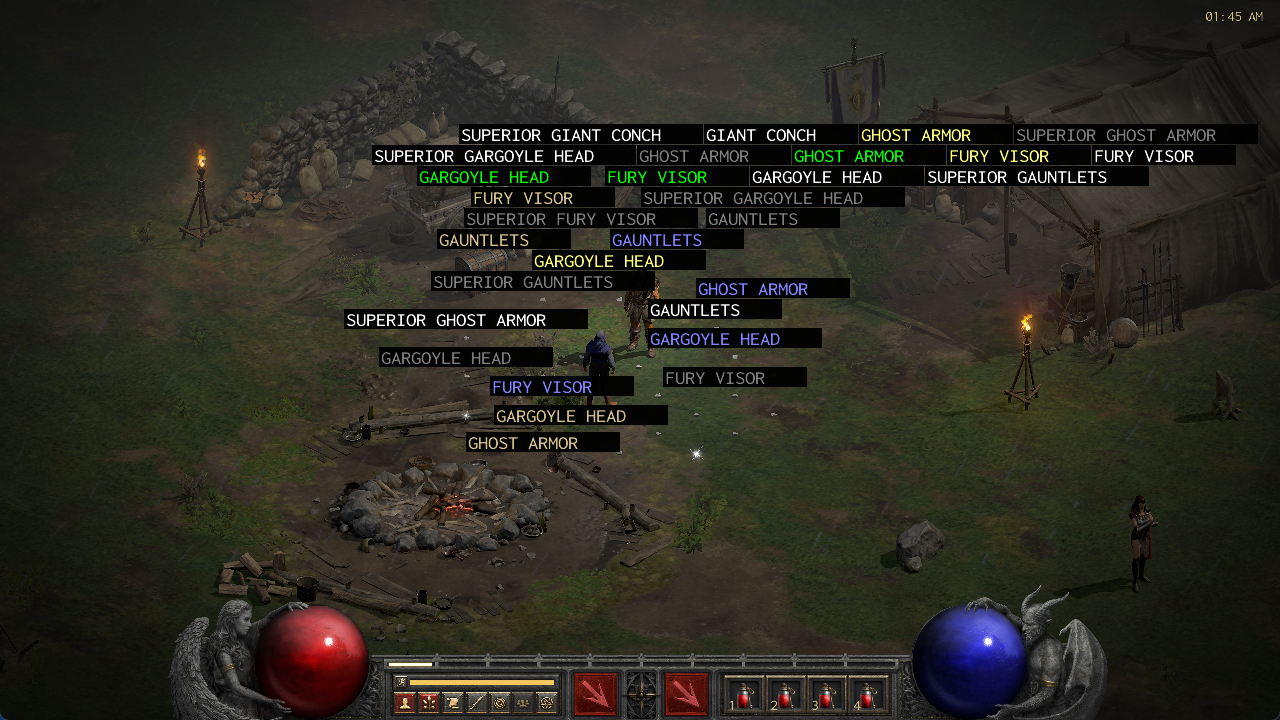 01:45 AM
SUPERIOR GIANT CONCH GIANT CONCH GHOST ARMOR SUPERIOR GHOST ARMOR
SUPERIOR GARGOYLE HEAD GHOST ARMOR GHOST ARMOR FURY VISOR FURY VISOR
GARGOYLE HEAD FURY VISOR GARGOYLE HEAD SUPERIOR GAUNTLETS
FURY VISOR SUPERIOR GARGOYLE HEAD
SUPERIOR FURY VISOR GAUNTLETS
GAUNTLETS GAUNTLETS
GARGOYLE HEAD
SUPERIOR GAUNTLETS
GHOST ARMOR
GAUNTLETS
SUPERIOR GHOST ARMOR
GARGOYLE HEAD
GARGOYLE HEAD
FURY VISOR
FURY VISOR
GARGOYLE HEAD
GHOST ARMOR
1 2 3 4